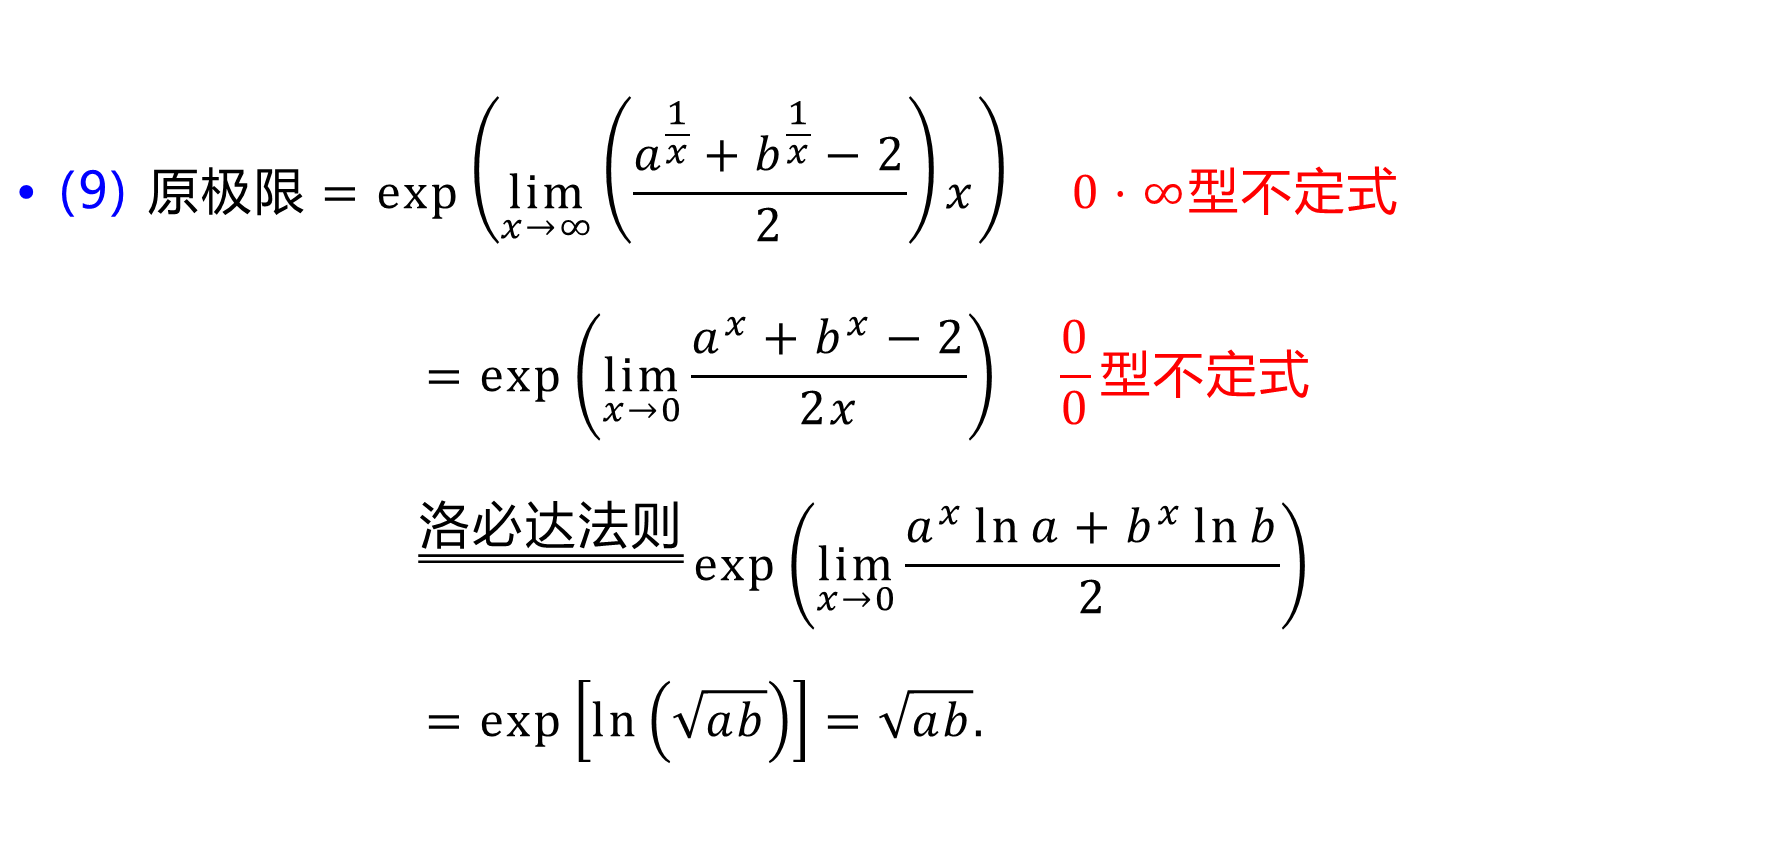 • (9) 原极限 = exp ( lim_{x→∞} ( (a^{1/x} + b^{1/x} − 2) / 2 ) x ) 0 · ∞型不定式
= exp ( lim_{x→0} (a^x + b^x − 2) / (2x) ) 0/0 型不定式
洛必达法则 exp ( lim_{x→0} (a^x ln a + b^x ln b) / 2 )
= exp [ ln ( √(ab) ) ] = √(ab).